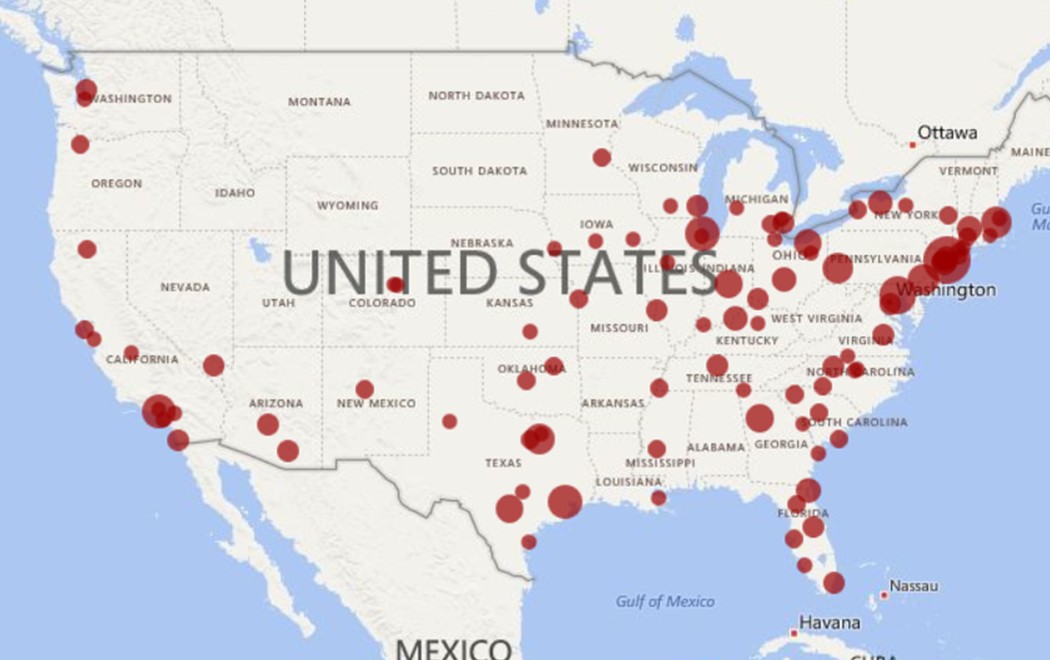 Ottawa
MAINE
WASHINGTON
MONTANA
NORTH DAKOTA
MINNESOTA
VERMONT
WISCONSIN
SOUTH DAKOTA
OREGON
IDAHO
WYOMING
MICHIGAN
NEW YORK
IOWA
NEBRASKA
UNITED STATES
ILLINOIS
INDIANA
OHIO
PENNSYLVANIA
NEVADA
UTAH
COLORADO
KANSAS
MISSOURI
Washington
WEST VIRGINIA
KENTUCKY
VIRGINIA
CALIFORNIA
OKLAHOMA
TENNESSEE
NORTH CAROLINA
ARIZONA
NEW MEXICO
ARKANSAS
SOUTH CAROLINA
ALABAMA
GEORGIA
TEXAS
MISSISSIPPI
LOUISIANA
FLORIDA
Gulf of Mexico
Nassau
Havana
MEXICO
CUBA